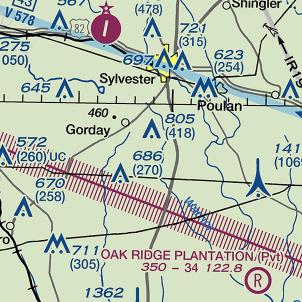 567
V 578
(43)
(478)
Shingler
82
715
275
(315)
050)
697
623
(254)
Sylvester
645
Poulan
460
805
Gorday
(418)
572
686
141
(260) UC
(270)
(1069
670
(258)
711
OAK RIDGE PLANTATION (Pvt)
(305)
350 - 34 122.8
R
1362